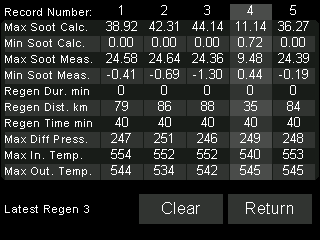 Record Number: 1 2 3 4 5
Max Soot Calc. 38.92 42.31 44.14 11.14 36.27
Min Soot Calc. 0.00 0.00 0.00 0.72 0.00
Max Soot Meas. 24.58 24.64 24.36 9.48 24.39
Min Soot Meas. -0.41 -0.69 -1.30 0.44 -0.19
Regen Dur. min 0 0 0 0 0
Regen Dist. km 79 86 88 35 84
Regen Time min 40 40 40 40 40
Max Diff Press. 247 251 246 249 248
Max In. Temp. 554 552 552 540 553
Max Out. Temp. 544 534 542 545 545
Latest Regen 3 Clear Return